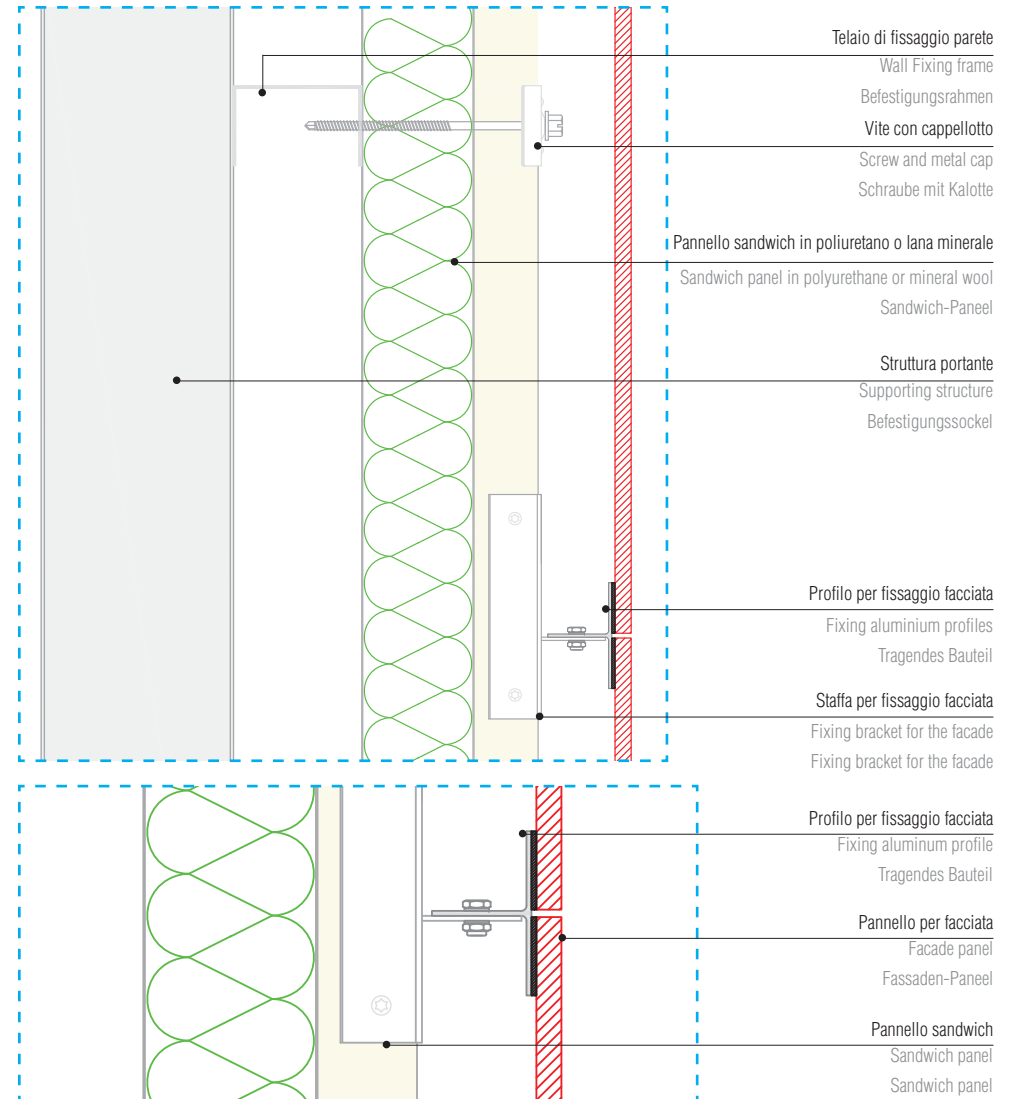 Telaio di fissaggio parete
Wall Fixing frame
Befestigungsrahmen
Vite con cappellotto
Screw and metal cap
Schraube mit Kalotte
Pannello sandwich in poliuretano o lana minerale
Sandwich panel in polyurethane or mineral wool
Sandwich-Paneel
Struttura portante
Supporting structure
Befestigungssockel
Profilo per fissaggio facciata
Fixing aluminium profiles
Tragendes Bauteil
Staffa per fissaggio facciata
Fixing bracket for the facade
Fixing bracket for the facade
Profilo per fissaggio facciata
Fixing aluminum profile
Tragendes Bauteil
Pannello per facciata
Facade panel
Fassaden-Paneel
Pannello sandwich
Sandwich panel
Sandwich panel